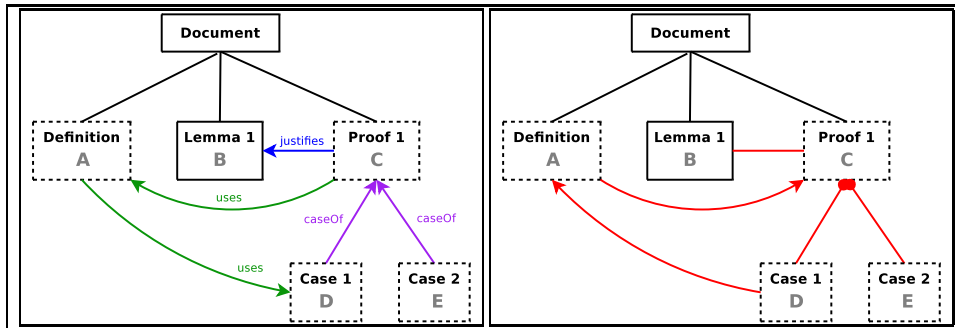 Document
Definition
A
Lemma 1
B
justifies
Proof 1
C
uses
caseOf
caseOf
uses
Case 1
D
Case 2
E
Document
Definition
A
Lemma 1
B
Proof 1
C
Case 1
D
Case 2
E